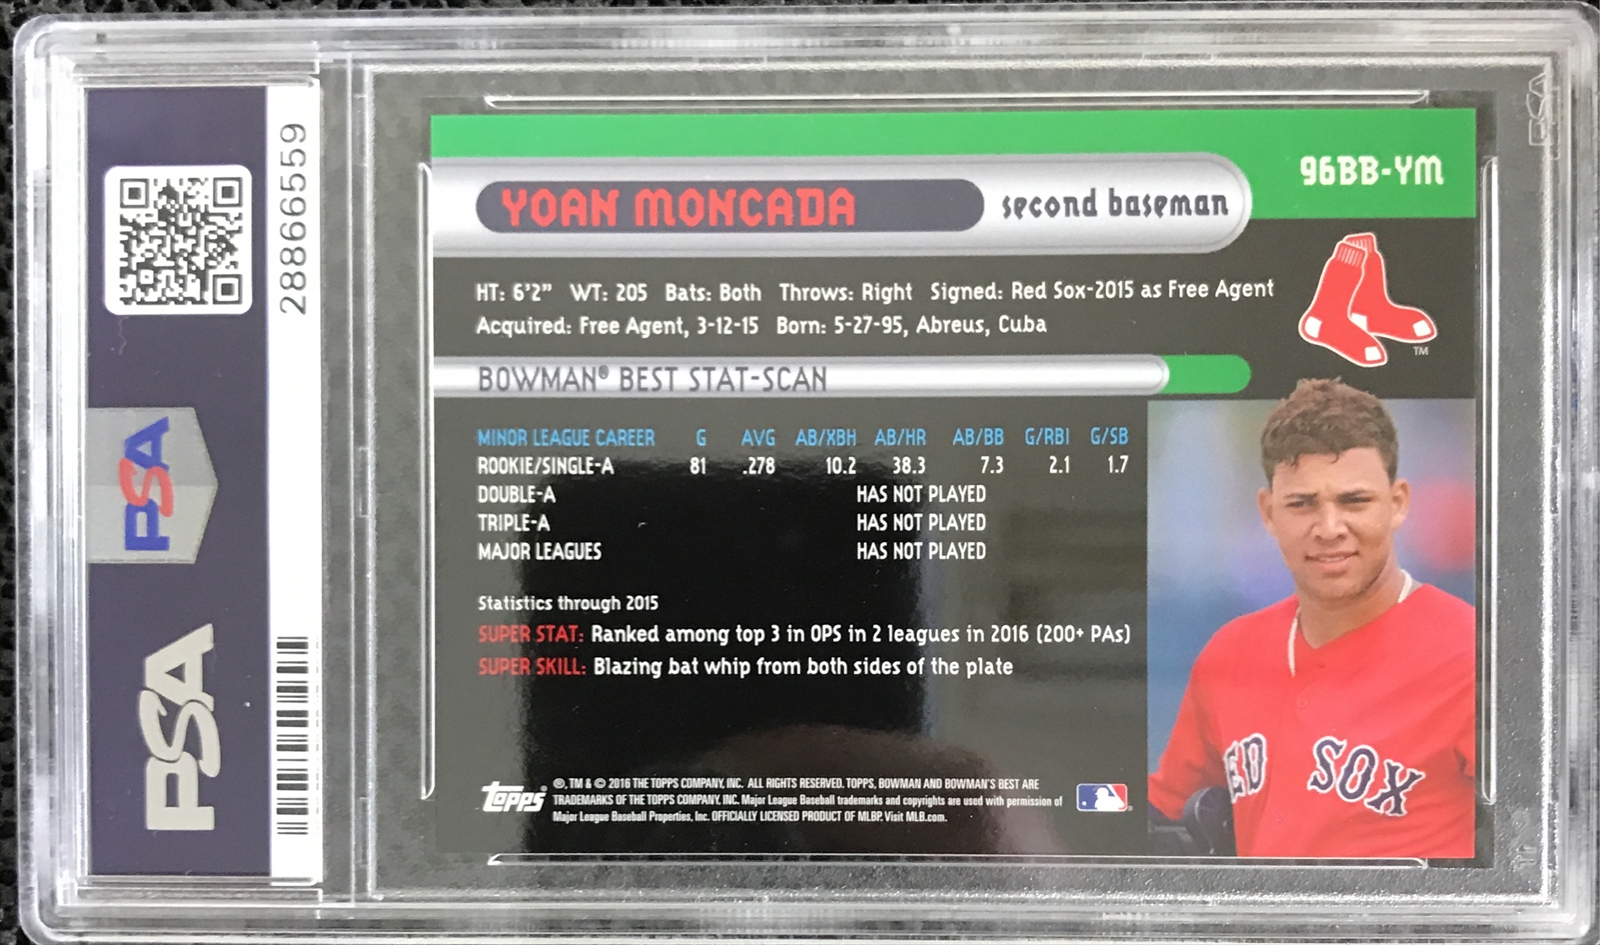 PSA
28866559
PSA
PSA
96BB-YM
YOAN MONCADA second baseman
HT: 6'2" WT: 205 Bats: Both Throws: Right Signed: Red Sox-2015 as Free Agent
Acquired: Free Agent, 3-12-15 Born: 5-27-95, Abreus, Cuba
TM
BOWMAN® BEST STAT-SCAN
MINOR LEAGUE CAREER G AVG AB/XBH AB/HR AB/BB G/RBI G/SB
ROOKIE/SINGLE-A 81 .278 10.2 38.3 7.3 2.1 1.7
DOUBLE-A HAS NOT PLAYED
TRIPLE-A HAS NOT PLAYED
MAJOR LEAGUES HAS NOT PLAYED
Statistics through 2015
SUPER STAT: Ranked among top 3 in OPS in 2 leagues in 2016 (200+ PAs)
SUPER SKILL: Blazing bat whip from both sides of the plate
ED SOX
Topps ®, TM & © 2016 THE TOPPS COMPANY, INC. ALL RIGHTS RESERVED. TOPPS, BOWMAN AND BOWMAN'S BEST ARE
TRADEMARKS OF THE TOPPS COMPANY, INC. Major League Baseball trademarks and copyrights are used with permission of
Major League Baseball Properties, Inc. OFFICIALLY LICENSED PRODUCT OF MLBP. Visit MLB.com.